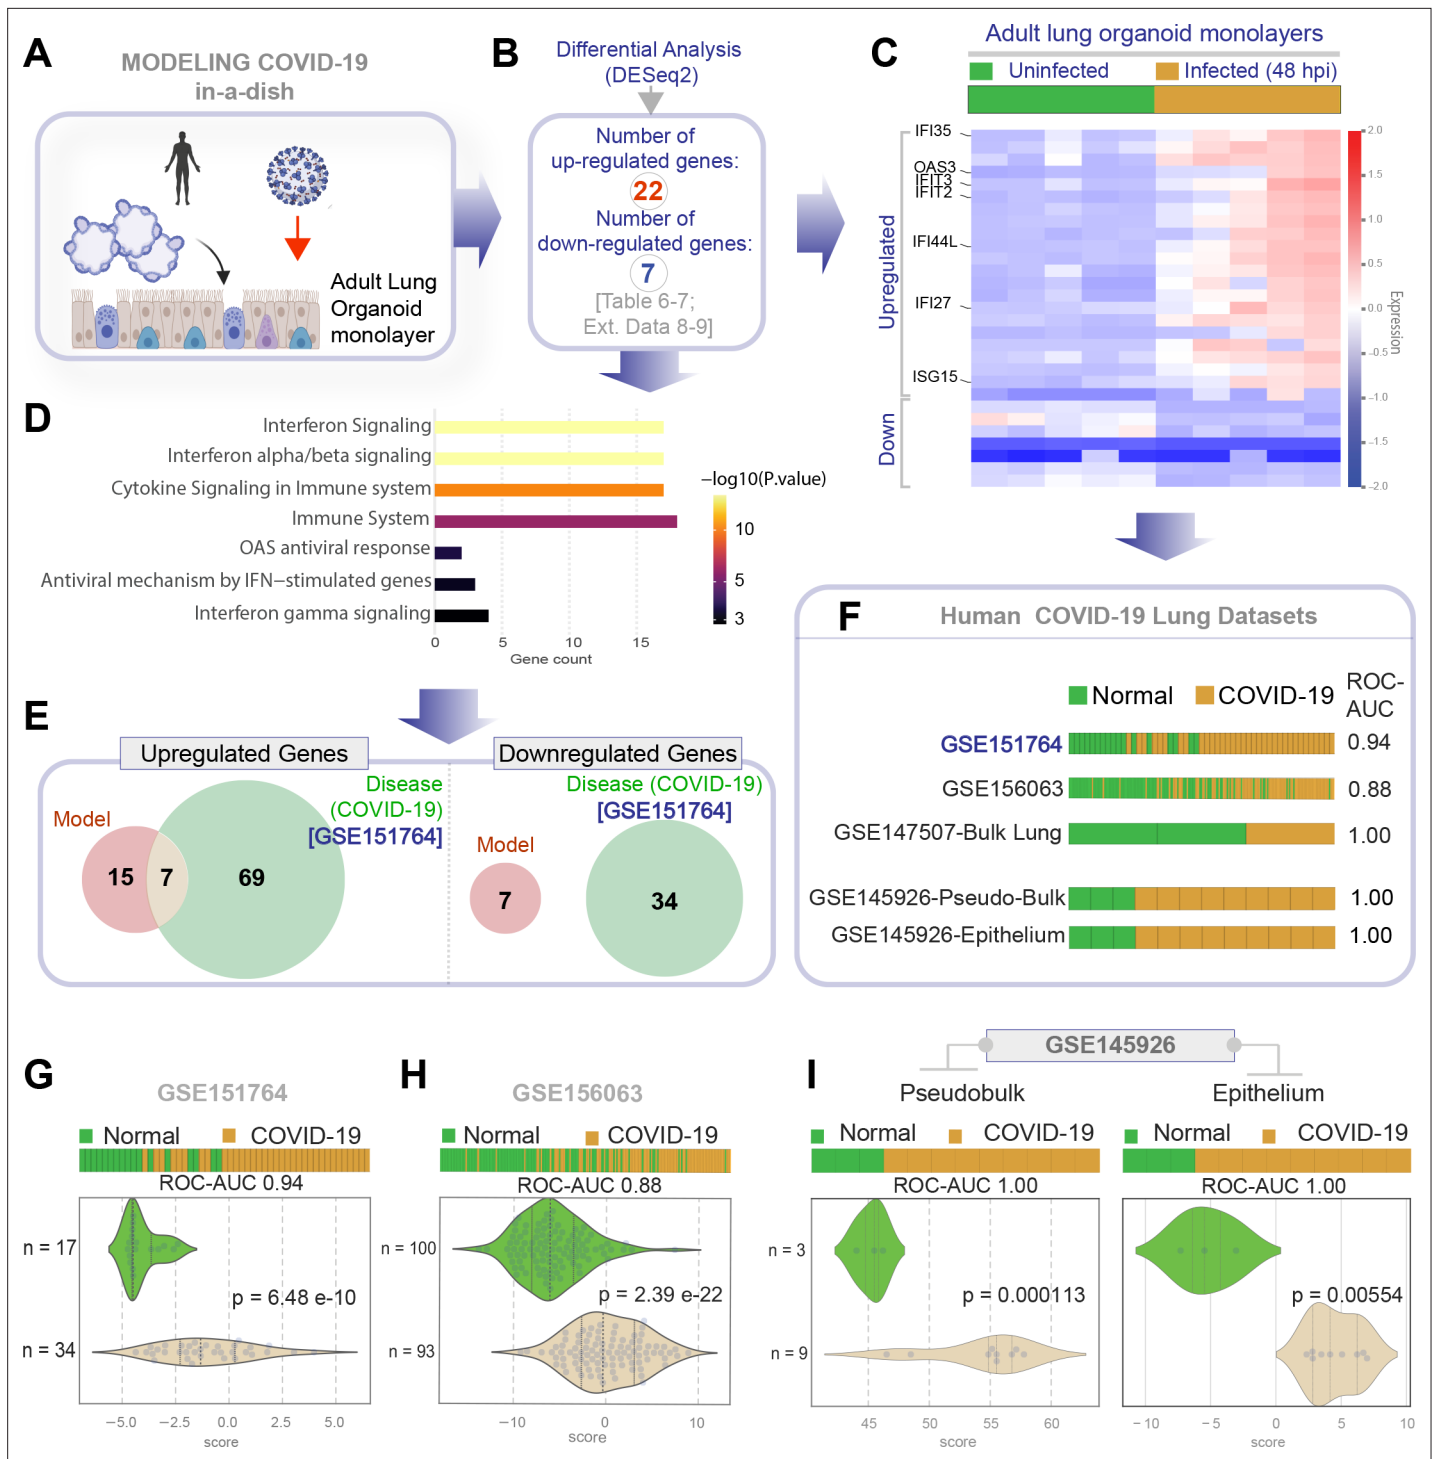 A
MODELING COVID-19
in-a-dish
Adult Lung
Organoid
monolayer
B
Differential Analysis
(DESeq2)
Number of
up-regulated genes:
22
Number of
down-regulated genes:
7
[Table 6-7;
Ext. Data 8-9]
C
Adult lung organoid monolayers
Uninfected
Infected (48 hpi)
Upregulated
Down
IFI35
OAS3
IFIT3
IFIT2
IFI44L
IFI27
ISG15
2.0
1.5
1.0
0.5
0.0
−0.5
−1.0
−1.5
−2.0
Expression
D
Interferon Signaling
Interferon alpha/beta signaling
Cytokine Signaling in Immune system
Immune System
OAS antiviral response
Antiviral mechanism by IFN−stimulated genes
Interferon gamma signaling
0 5 10 15
Gene count
−log10(P.value)
10
5
3
E
Upregulated Genes
Model
Disease
(COVID-19)
[GSE151764]
15 7 69
Downregulated Genes
Disease (COVID-19)
[GSE151764]
Model
7 34
F
Human COVID-19 Lung Datasets
Normal COVID-19
ROC-
AUC
GSE151764 0.94
GSE156063 0.88
GSE147507-Bulk Lung 1.00
GSE145926-Pseudo-Bulk 1.00
GSE145926-Epithelium 1.00
G
GSE151764
Normal COVID-19
ROC-AUC 0.94
n = 17
p = 6.48 e-10
n = 34
−5.0 −2.5 0.0 2.5 5.0
score
H
GSE156063
Normal COVID-19
ROC-AUC 0.88
n = 100
p = 2.39 e-22
n = 93
−10 0 10
score
I
GSE145926
Pseudobulk
Normal COVID-19
ROC-AUC 1.00
n = 3
p = 0.000113
n = 9
45 50 55 60
score
Epithelium
Normal COVID-19
ROC-AUC 1.00
p = 0.00554
−10 −5 0 5 10
score